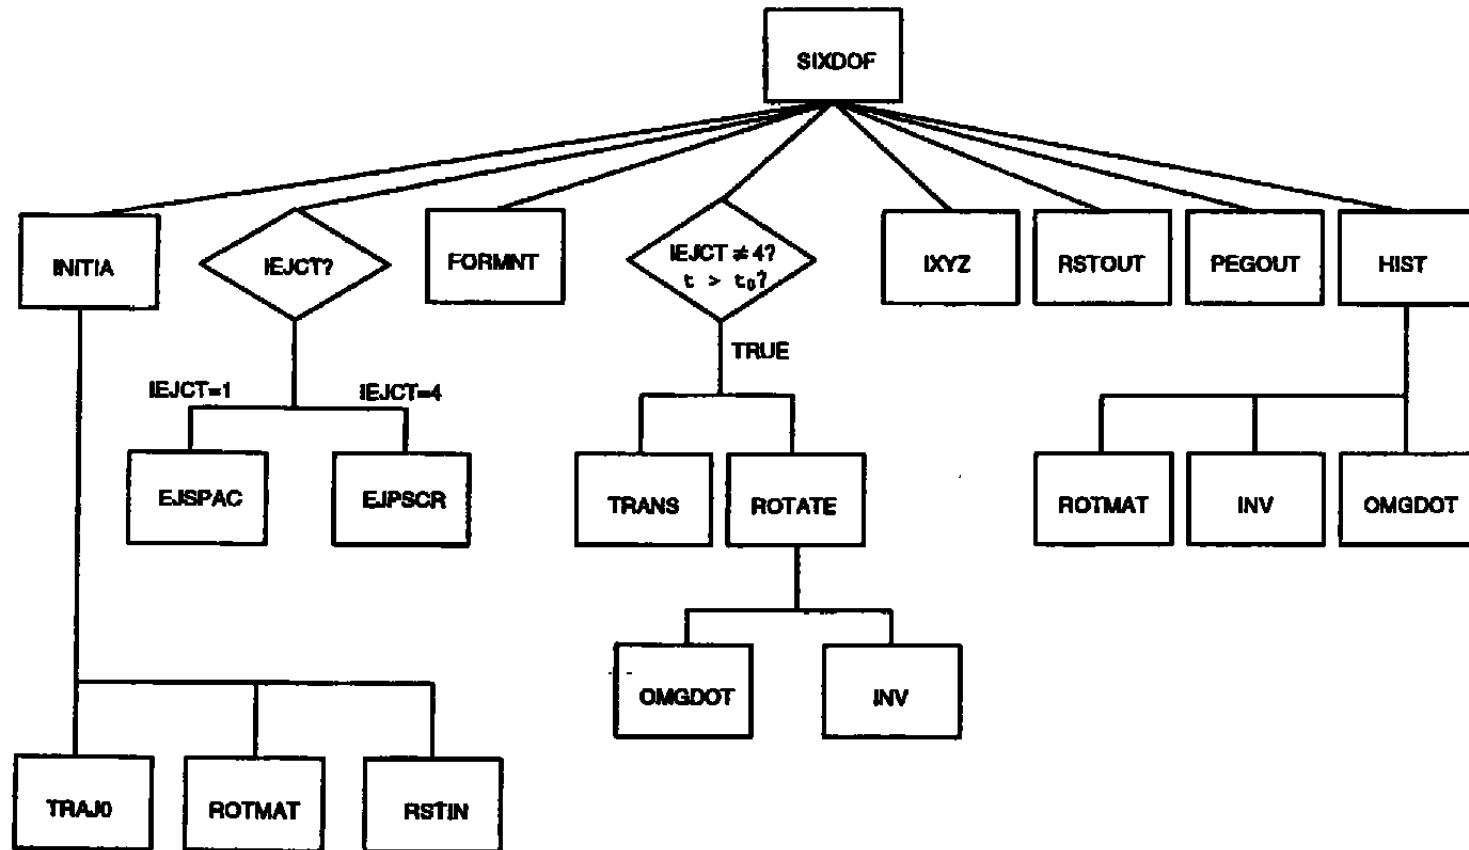 SIXDOF
INITIA
IEJCT?
FORMNT
IEJCT ≠ 4?
t > t₀?
IXYZ
RSTOUT
PEGOUT
HIST
TRUE
IEJCT=1
IEJCT=4
EJSPAC
EJPSCR
TRANS
ROTATE
ROTMAT
INV
OMGDOT
OMGDOT
INV
TRAJ0
ROTMAT
RSTIN